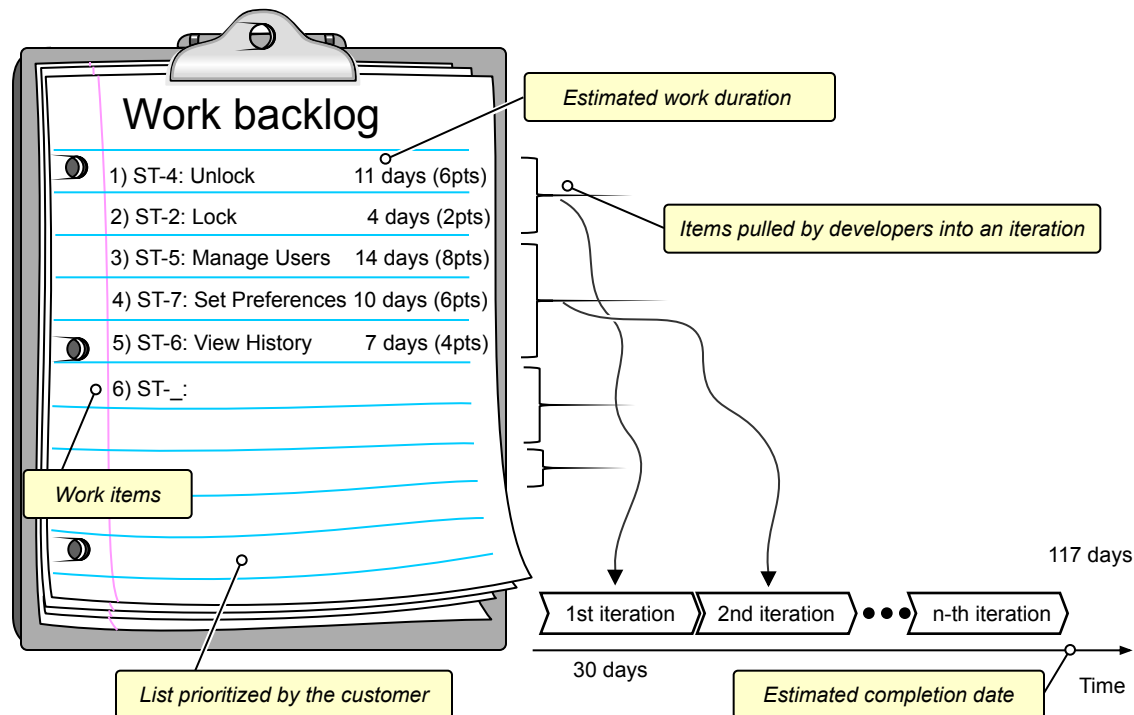 Work backlog
Estimated work duration
1) ST-4: Unlock 11 days (6pts)
2) ST-2: Lock 4 days (2pts)
Items pulled by developers into an iteration
3) ST-5: Manage Users 14 days (8pts)
4) ST-7: Set Preferences 10 days (6pts)
5) ST-6: View History 7 days (4pts)
6) ST-_:
Work items
117 days
1st iteration
2nd iteration
n-th iteration
30 days
Time
List prioritized by the customer
Estimated completion date